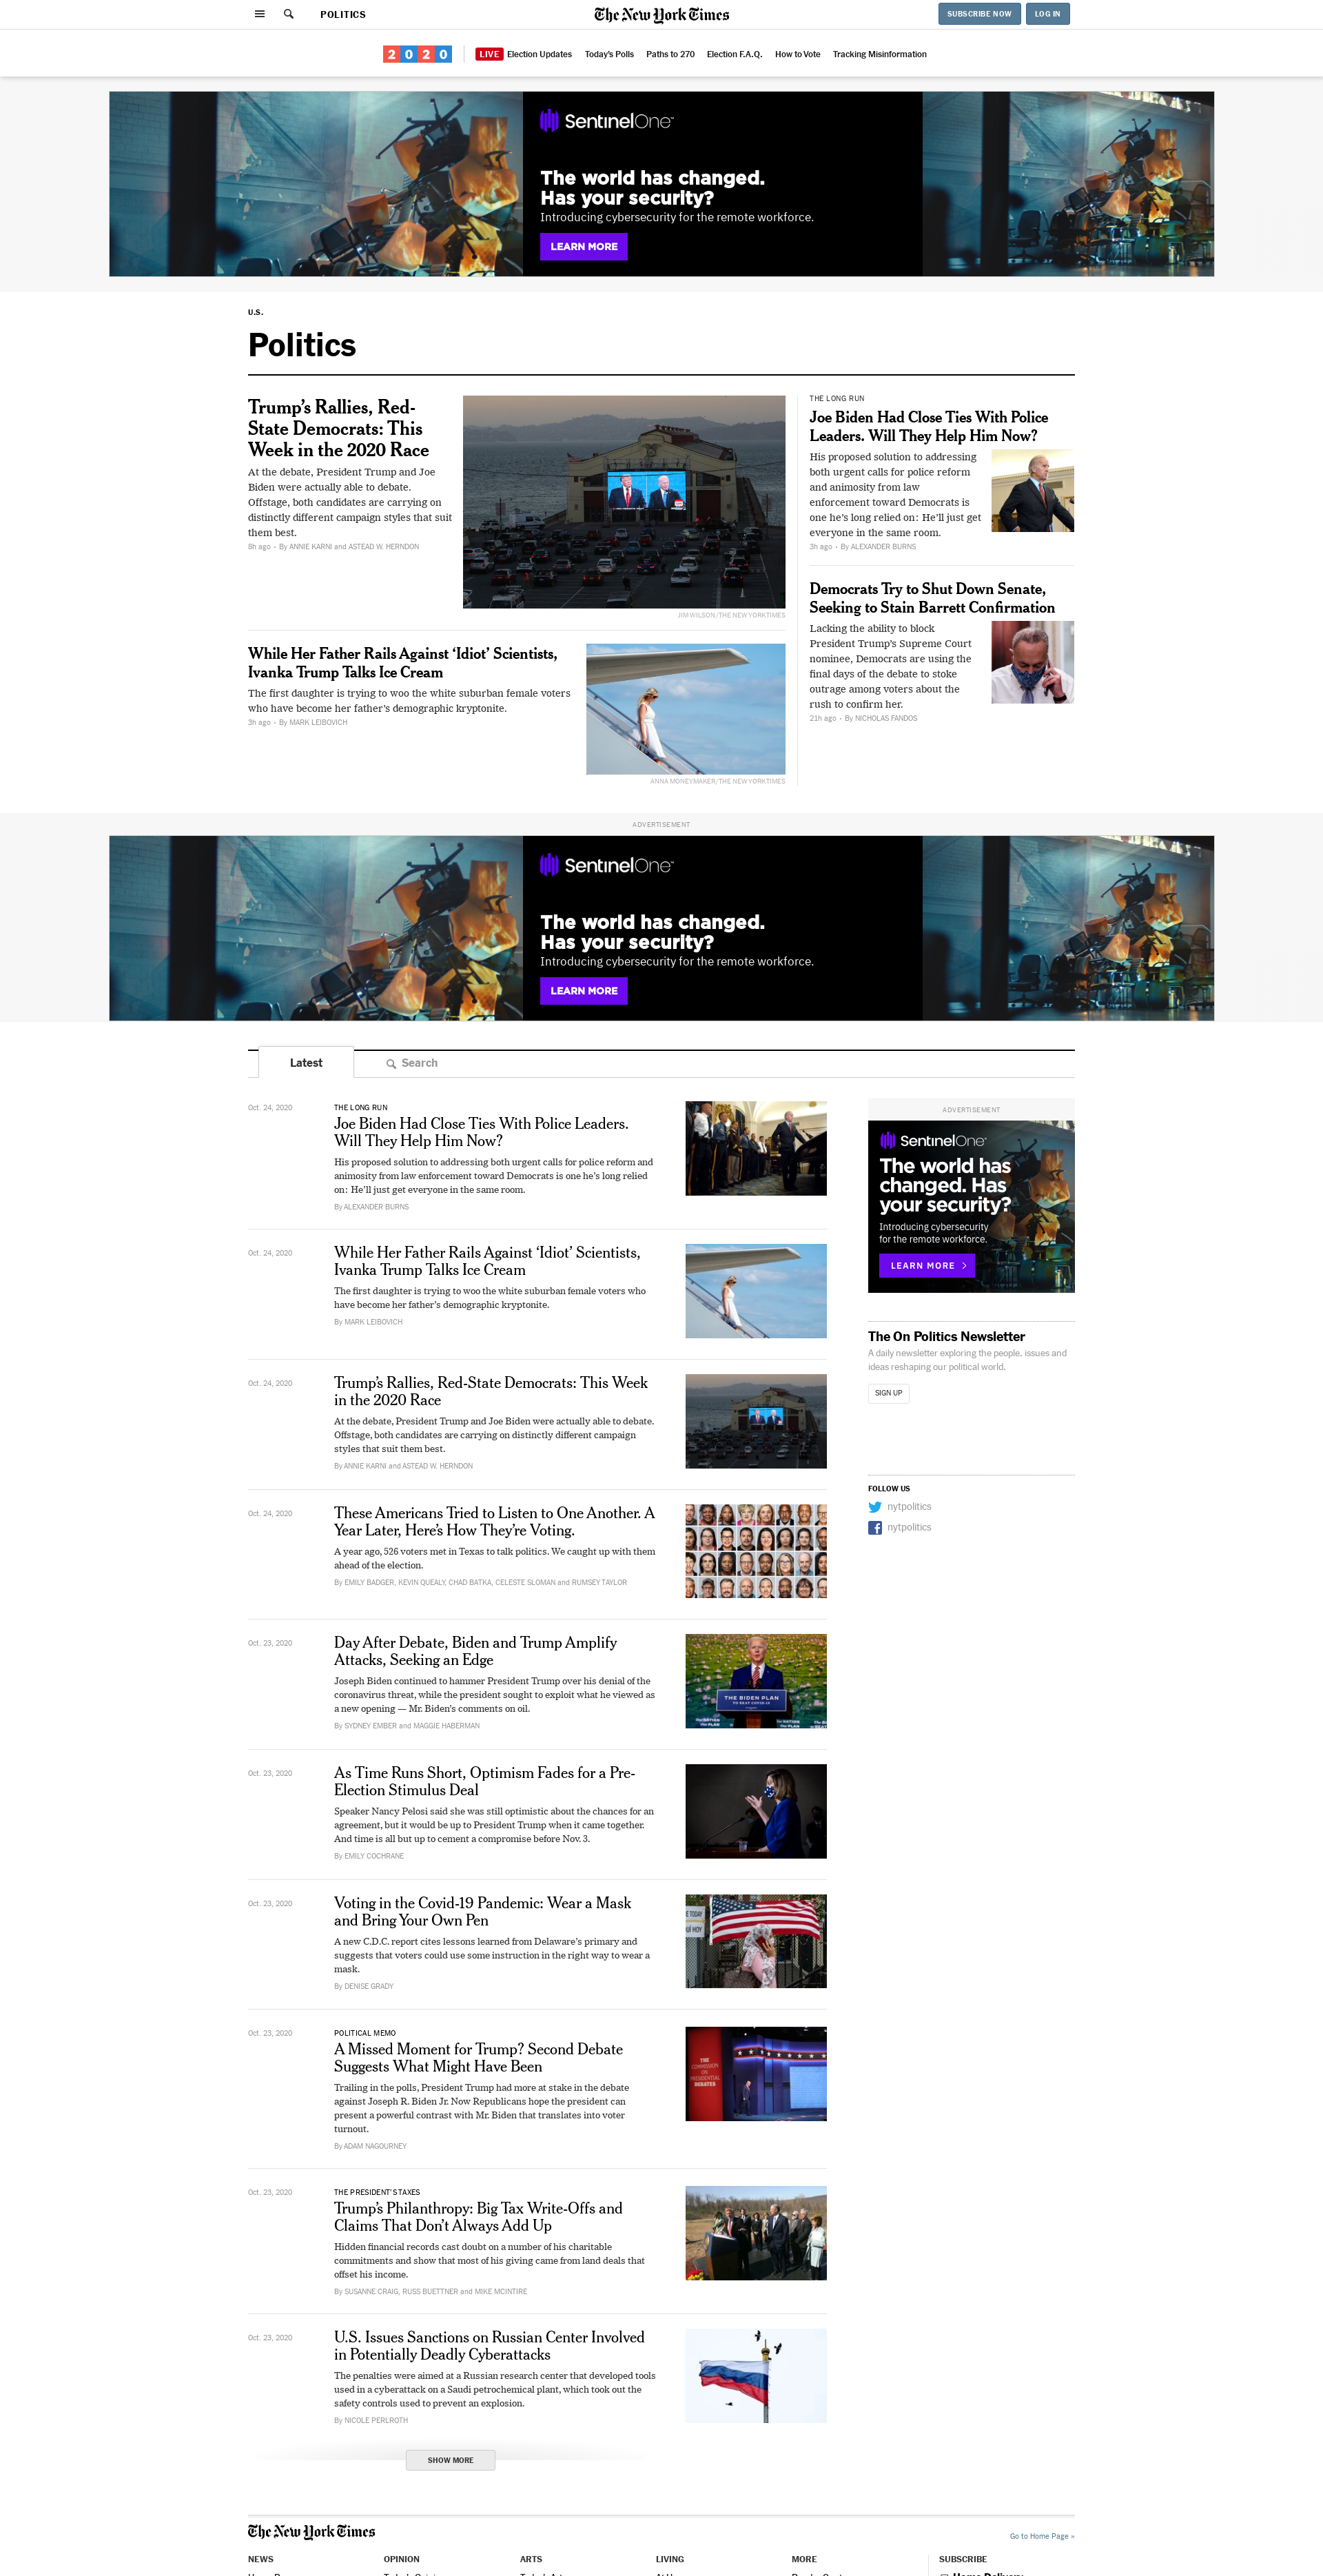 POLITICS
The New York Times
SUBSCRIBE NOW
LOG IN
2020
LIVE Election Updates
Today's Polls
Paths to 270
Election F.A.Q.
How to Vote
Tracking Misinformation
SentinelOne™
The world has changed.
Has your security?
Introducing cybersecurity for the remote workforce.
LEARN MORE
U.S.
Politics
Trump's Rallies, Red-
State Democrats: This
Week in the 2020 Race
At the debate, President Trump and Joe
Biden were actually able to debate.
Offstage, both candidates are carrying on
distinctly different campaign styles that suit
them best.
8h ago • By ANNIE KARNI and ASTEAD W. HERNDON
JIM WILSON/THE NEW YORK TIMES
While Her Father Rails Against ‘Idiot’ Scientists,
Ivanka Trump Talks Ice Cream
The first daughter is trying to woo the white suburban female voters
who have become her father's demographic kryptonite.
3h ago • By MARK LEIBOVICH
ANNA MONEYMAKER/THE NEW YORK TIMES
THE LONG RUN
Joe Biden Had Close Ties With Police
Leaders. Will They Help Him Now?
His proposed solution to addressing
both urgent calls for police reform
and animosity from law
enforcement toward Democrats is
one he's long relied on: He'll just get
everyone in the same room.
3h ago • By ALEXANDER BURNS
Democrats Try to Shut Down Senate,
Seeking to Stain Barrett Confirmation
Lacking the ability to block
President Trump's Supreme Court
nominee, Democrats are using the
final days of the debate to stoke
outrage among voters about the
rush to confirm her.
21h ago • By NICHOLAS FANDOS
ADVERTISEMENT
SentinelOne™
The world has changed.
Has your security?
Introducing cybersecurity for the remote workforce.
LEARN MORE
Latest
Search
Oct. 24, 2020
THE LONG RUN
Joe Biden Had Close Ties With Police Leaders.
Will They Help Him Now?
His proposed solution to addressing both urgent calls for police reform and
animosity from law enforcement toward Democrats is one he's long relied
on: He'll just get everyone in the same room.
By ALEXANDER BURNS
Oct. 24, 2020
While Her Father Rails Against ‘Idiot’ Scientists,
Ivanka Trump Talks Ice Cream
The first daughter is trying to woo the white suburban female voters who
have become her father's demographic kryptonite.
By MARK LEIBOVICH
Oct. 24, 2020
Trump's Rallies, Red-State Democrats: This Week
in the 2020 Race
At the debate, President Trump and Joe Biden were actually able to debate.
Offstage, both candidates are carrying on distinctly different campaign
styles that suit them best.
By ANNIE KARNI and ASTEAD W. HERNDON
Oct. 24, 2020
These Americans Tried to Listen to One Another. A
Year Later, Here's How They're Voting.
A year ago, 526 voters met in Texas to talk politics. We caught up with them
ahead of the election.
By EMILY BADGER, KEVIN QUEALY, CHAD BATKA, CELESTE SLOMAN and RUMSEY TAYLOR
Oct. 23, 2020
Day After Debate, Biden and Trump Amplify
Attacks, Seeking an Edge
Joseph Biden continued to hammer President Trump over his denial of the
coronavirus threat, while the president sought to exploit what he viewed as
a new opening — Mr. Biden's comments on oil.
By SYDNEY EMBER and MAGGIE HABERMAN
THE BIDEN PLAN
TO BEAT COVID-19
Oct. 23, 2020
As Time Runs Short, Optimism Fades for a Pre-
Election Stimulus Deal
Speaker Nancy Pelosi said she was still optimistic about the chances for an
agreement, but it would be up to President Trump when it came together.
And time is all but up to cement a compromise before Nov. 3.
By EMILY COCHRANE
Oct. 23, 2020
Voting in the Covid-19 Pandemic: Wear a Mask
and Bring Your Own Pen
A new C.D.C. report cites lessons learned from Delaware's primary and
suggests that voters could use some instruction in the right way to wear a
mask.
By DENISE GRADY
Oct. 23, 2020
POLITICAL MEMO
A Missed Moment for Trump? Second Debate
Suggests What Might Have Been
Trailing in the polls, President Trump had more at stake in the debate
against Joseph R. Biden Jr. Now Republicans hope the president can
present a powerful contrast with Mr. Biden that translates into voter
turnout.
By ADAM NAGOURNEY
THE
COMMISSION
ON
PRESIDENTIAL
DEBATES
Oct. 23, 2020
THE PRESIDENT'S TAXES
Trump's Philanthropy: Big Tax Write-Offs and
Claims That Don't Always Add Up
Hidden financial records cast doubt on a number of his charitable
commitments and show that most of his giving came from land deals that
offset his income.
By SUSANNE CRAIG, RUSS BUETTNER and MIKE MCINTIRE
Oct. 23, 2020
U.S. Issues Sanctions on Russian Center Involved
in Potentially Deadly Cyberattacks
The penalties were aimed at a Russian research center that developed tools
used in a cyberattack on a Saudi petrochemical plant, which took out the
safety controls used to prevent an explosion.
By NICOLE PERLROTH
SHOW MORE
ADVERTISEMENT
SentinelOne™
The world has
changed. Has
your security?
Introducing cybersecurity
for the remote workforce.
LEARN MORE
The On Politics Newsletter
A daily newsletter exploring the people, issues and
ideas reshaping our political world.
SIGN UP
FOLLOW US
nytpolitics
nytpolitics
The New York Times
Go to Home Page »
NEWS
OPINION
ARTS
LIVING
MORE
SUBSCRIBE